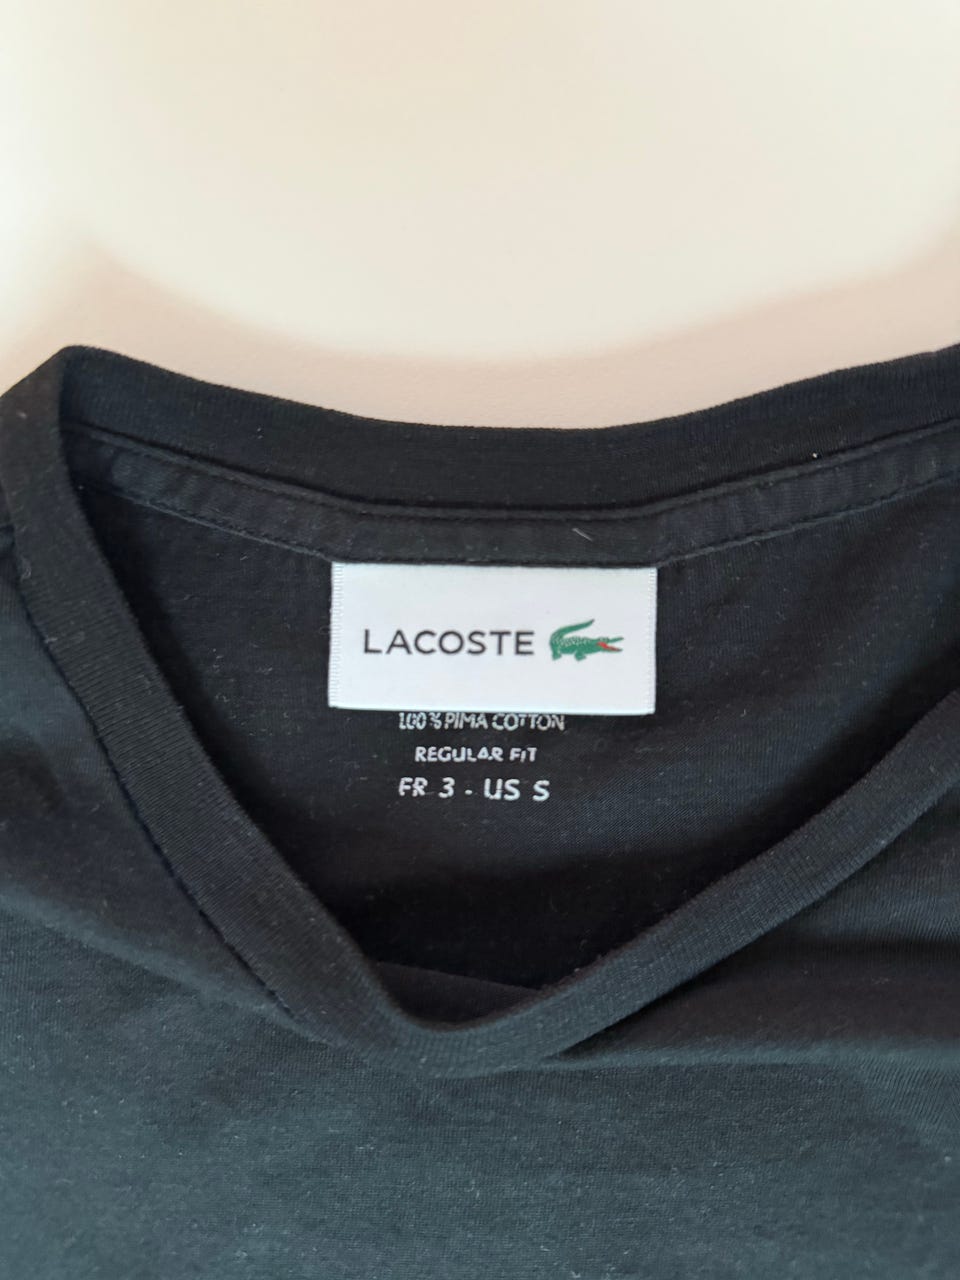 LACOSTE
100 % PIMA COTTON
REGULAR FIT
FR 3 - US S